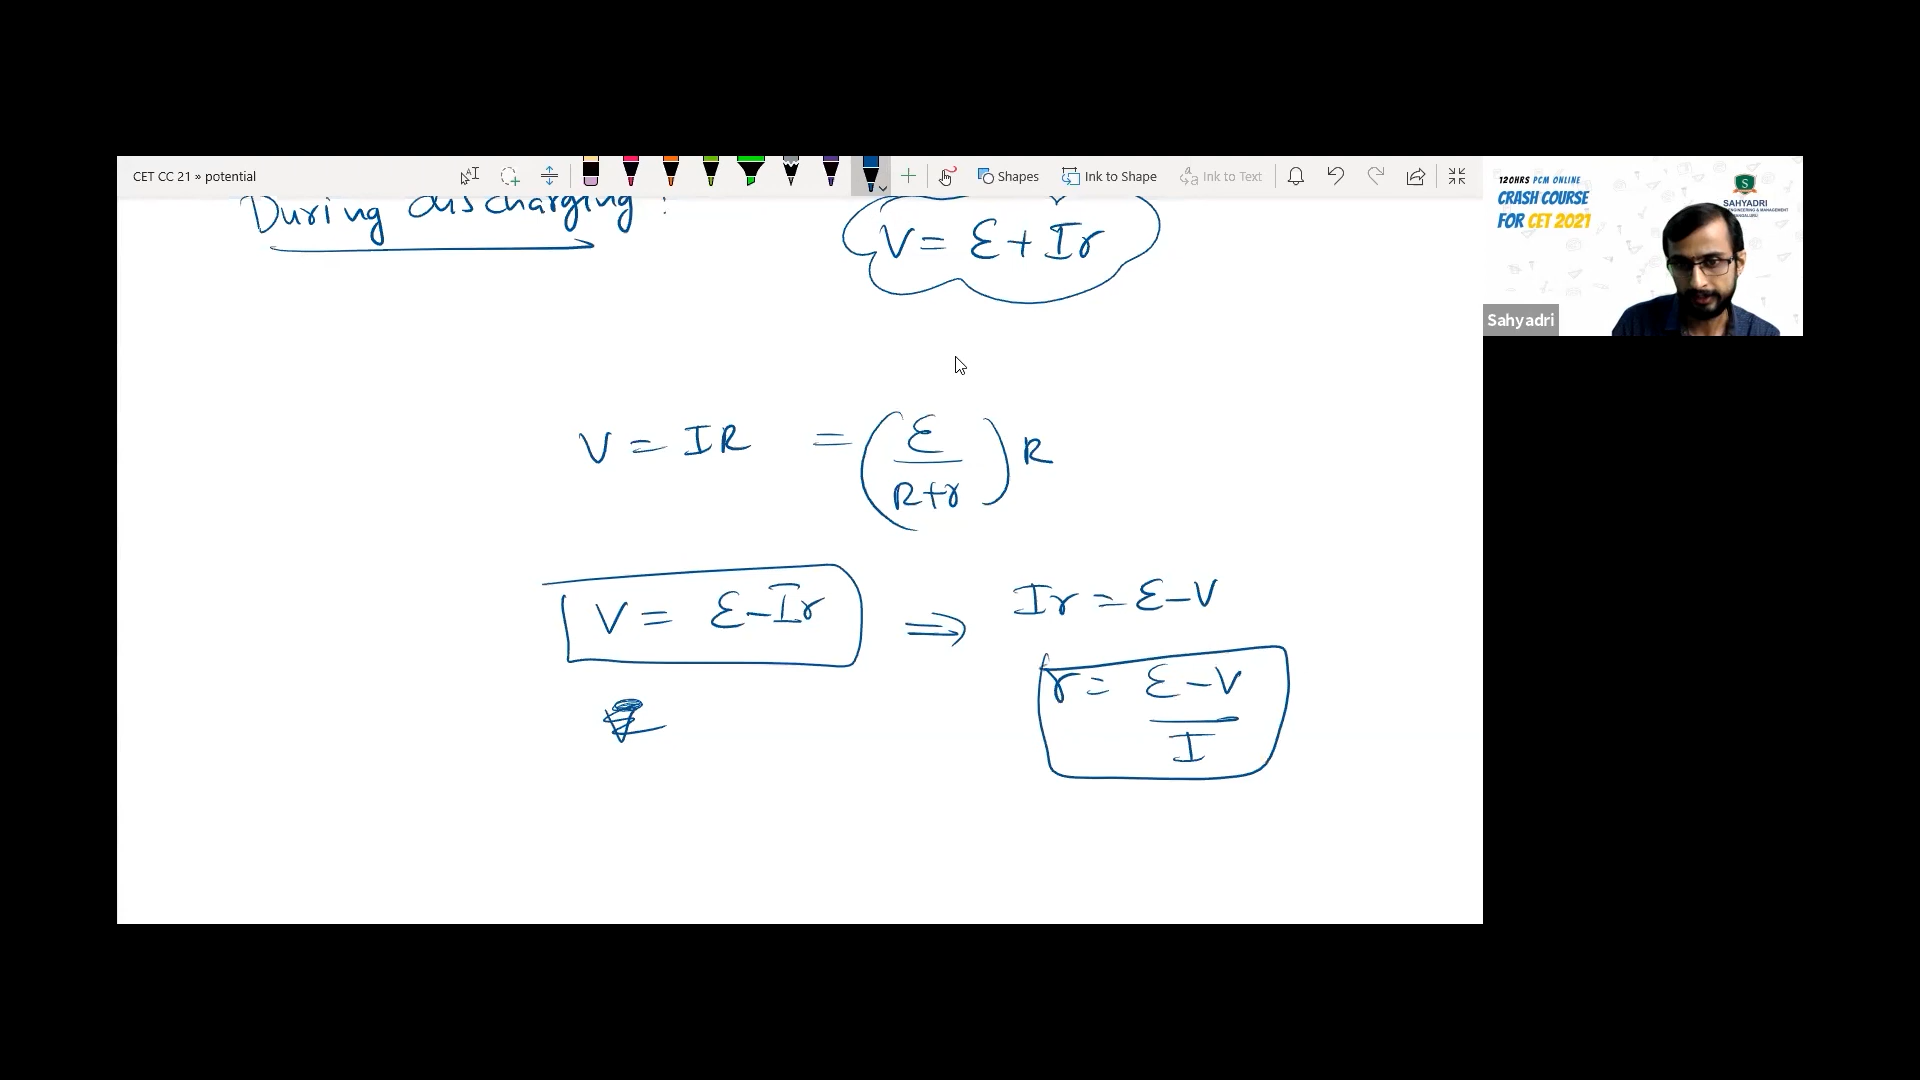 CET CC 21 » potential
Shapes
Ink to Shape
Ink to Text
During discharging :
V = Ɛ + Ir
V = IR = (Ɛ / R+r) R
V = Ɛ - Ir ⇒ Ir = Ɛ - V
r = Ɛ - V / I
120HRS PCM ONLINE
CRASH COURSE
FOR CET 2021
SAHYADRI
Sahyadri